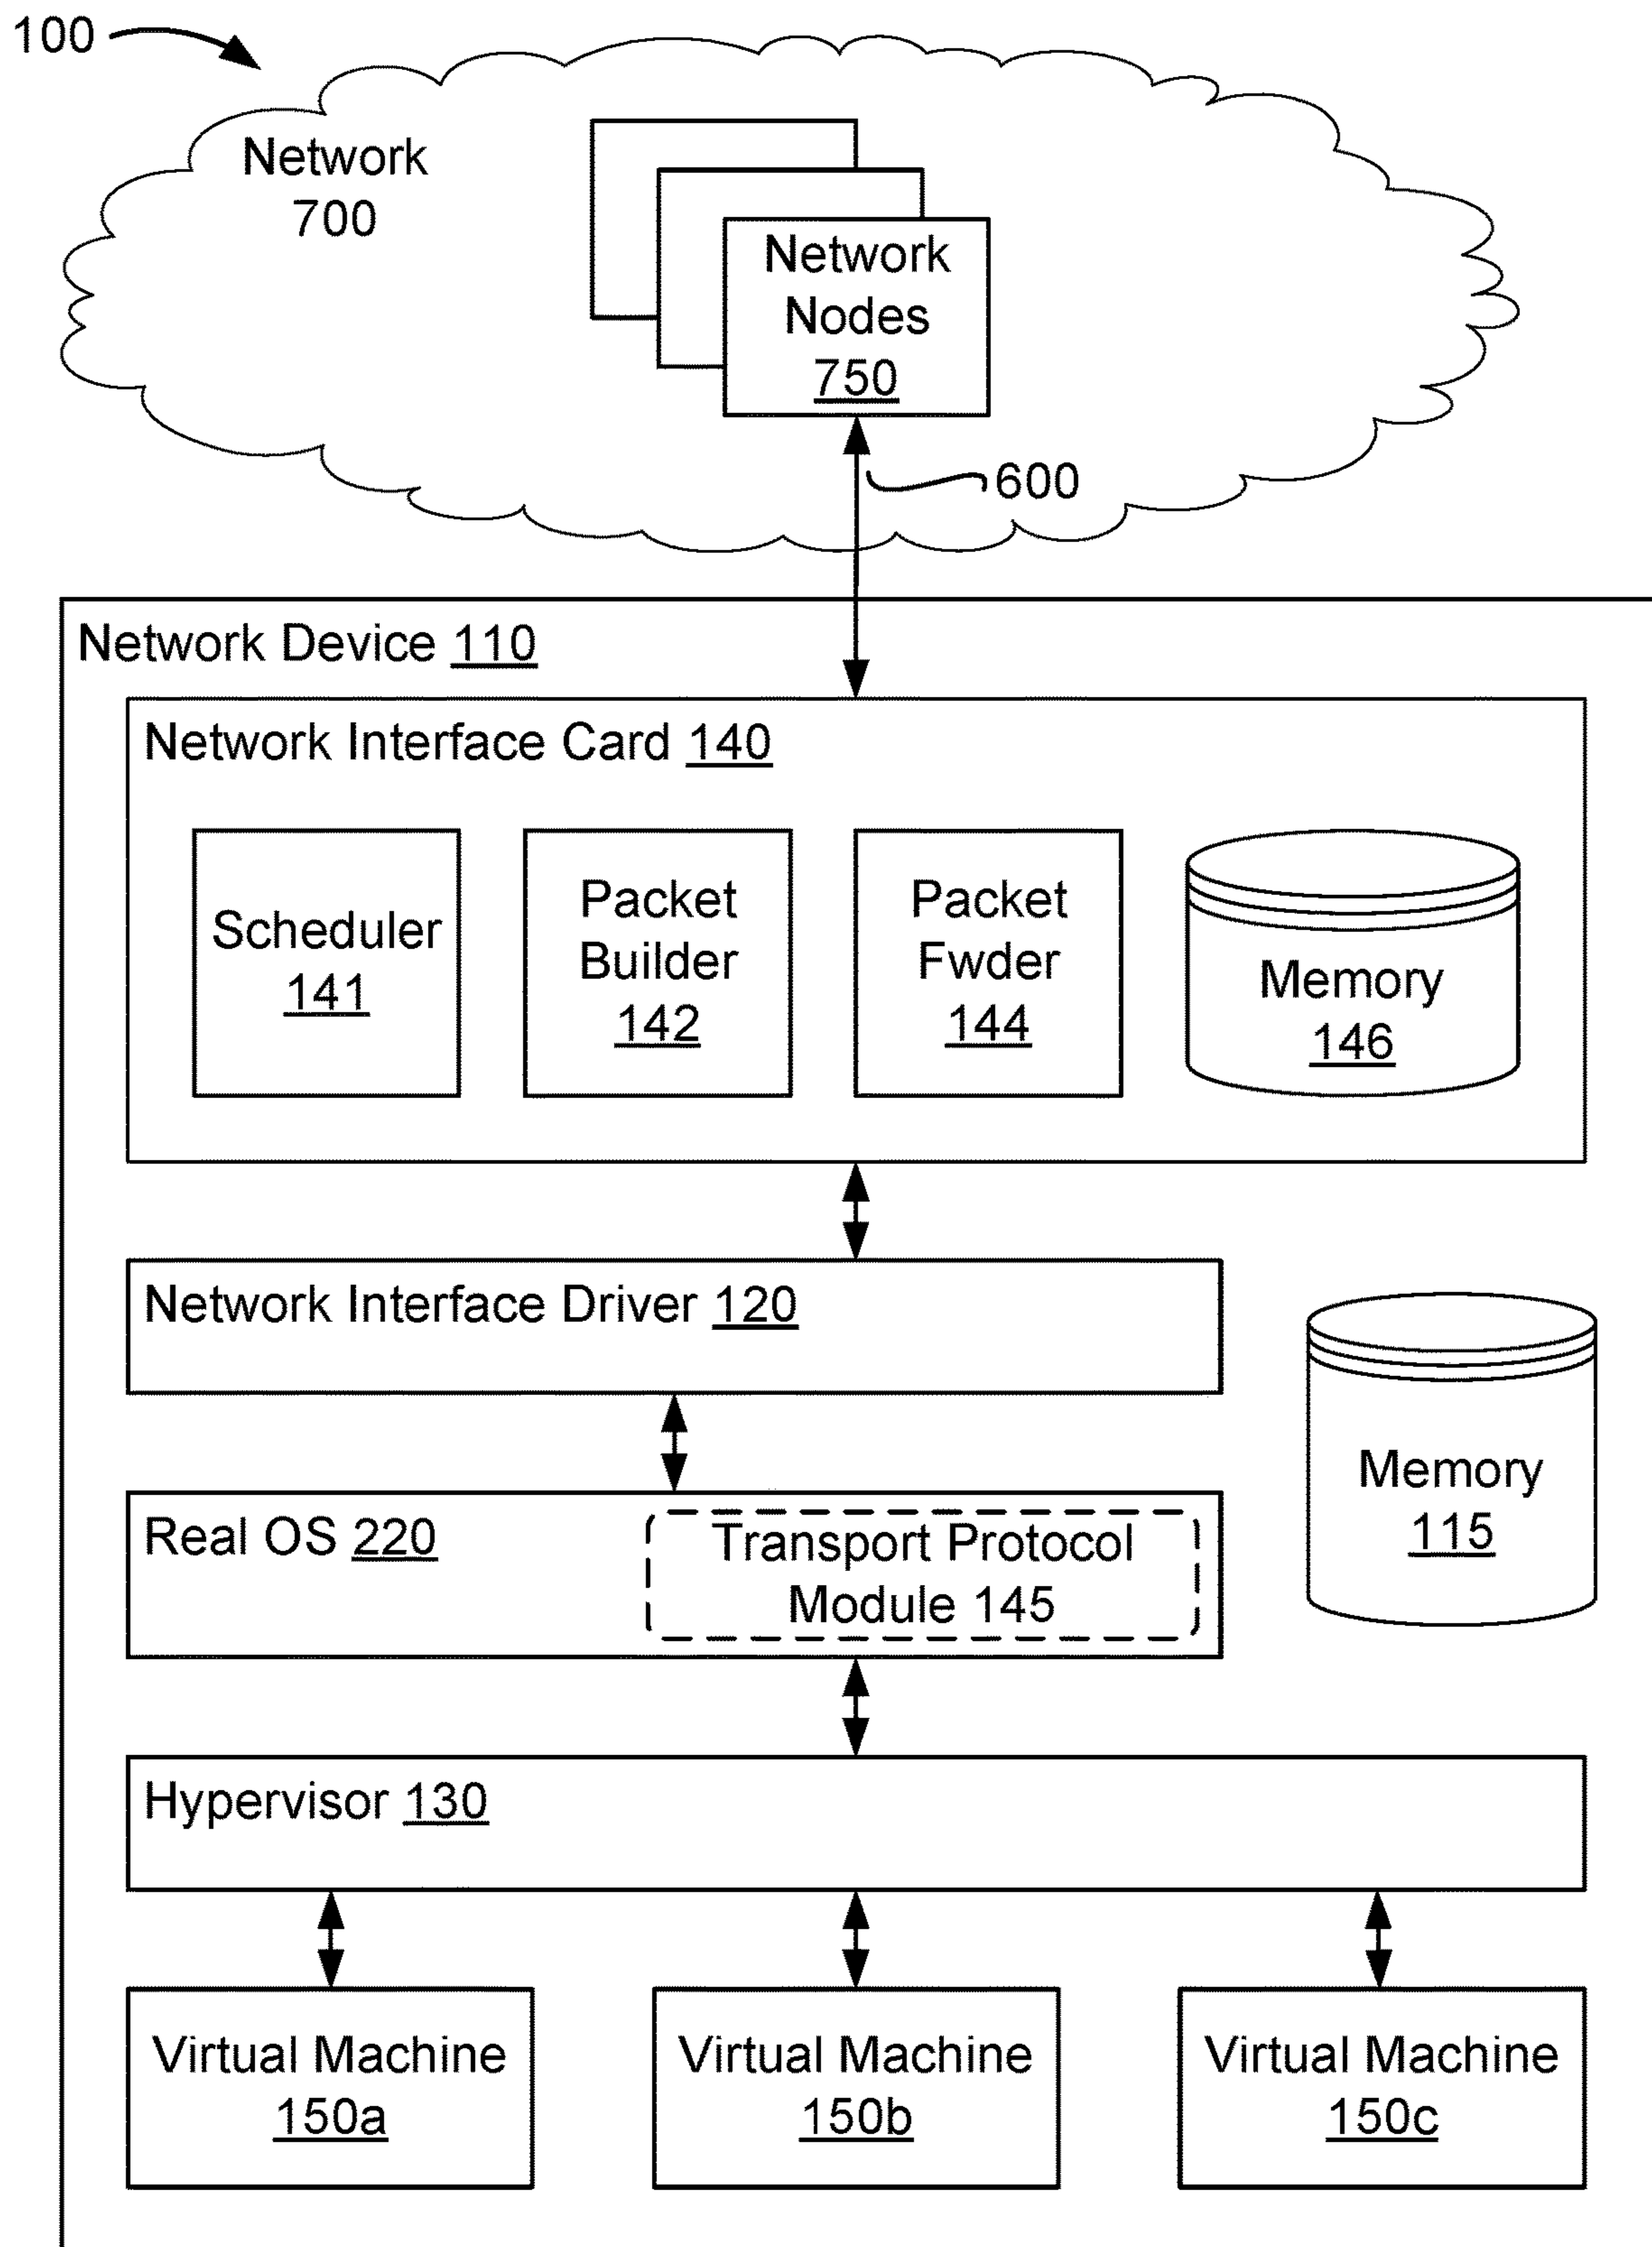 100
Network
700
Network
Nodes
750
600
Network Device 110
Network Interface Card 140
Scheduler
141
Packet
Builder
142
Packet
Fwder
144
Memory
146
Network Interface Driver 120
Memory
115
Real OS 220
Transport Protocol
Module 145
Hypervisor 130
Virtual Machine
150a
Virtual Machine
150b
Virtual Machine
150c